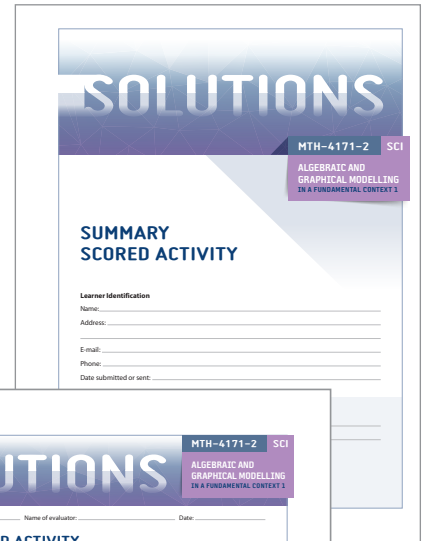 SOLUTIONS
MTH-4171-2 SCI
ALGEBRAIC AND
GRAPHICAL MODELLING
IN A FUNDAMENTAL CONTEXT 1
SUMMARY
SCORED ACTIVITY
Learner Identification
Name:
Address:
E-mail:
Phone:
Date submitted or sent:
UTIONS
MTH-4171-2 SCI
ALGEBRAIC AND
GRAPHICAL MODELLING
IN A FUNDAMENTAL CONTEXT 1
Name of evaluator: Date:
ACTIVITY